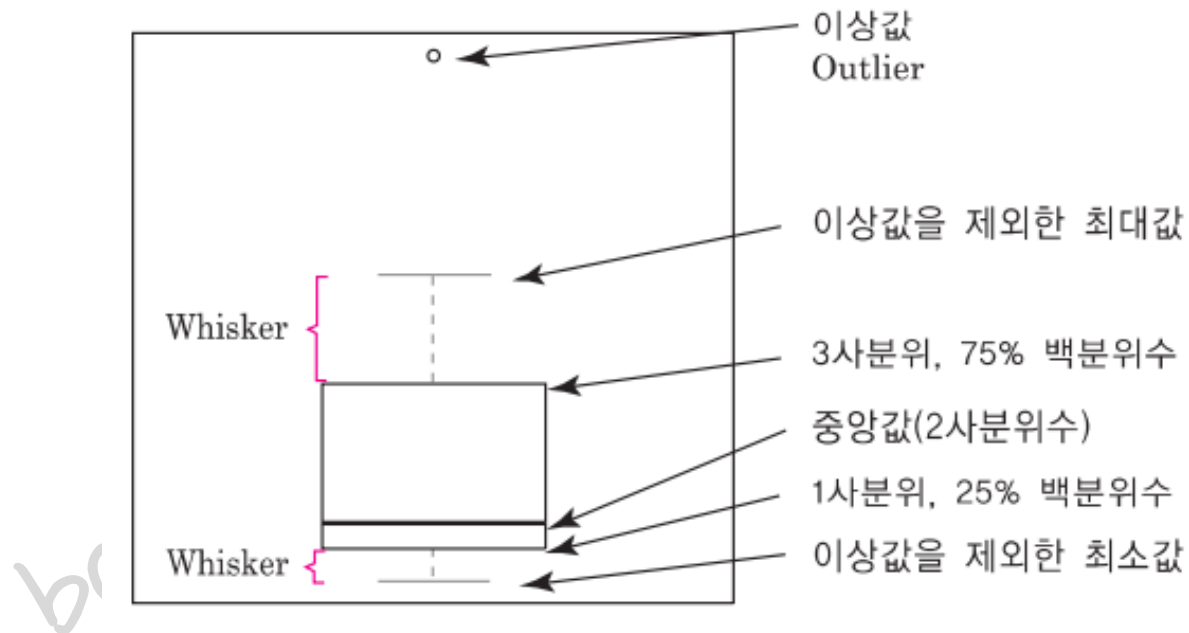 이상값
Outlier
이상값을 제외한 최대값
Whisker
3사분위, 75% 백분위수
중앙값(2사분위수)
1사분위, 25% 백분위수
Whisker
이상값을 제외한 최소값